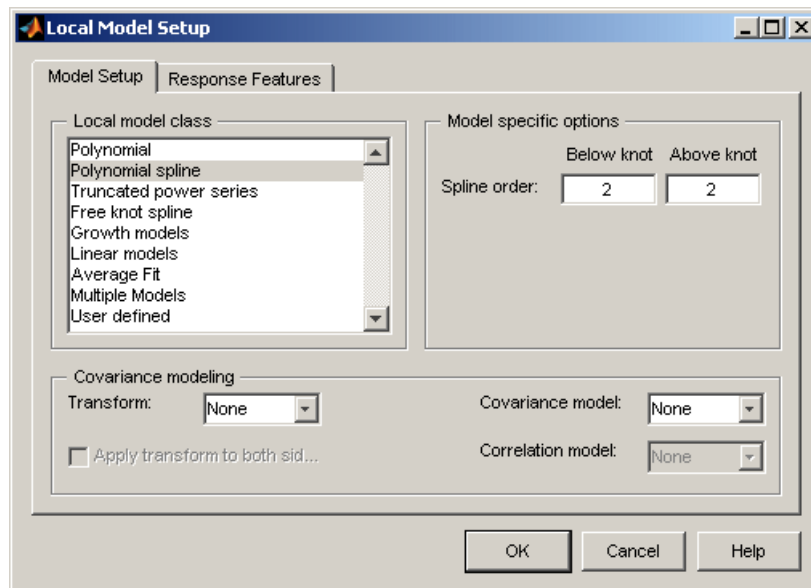 Local Model Setup
Model Setup
Response Features
Local model class
Polynomial
Polynomial spline
Truncated power series
Free knot spline
Growth models
Linear models
Average Fit
Multiple Models
User defined
Model specific options
Below knot Above knot
Spline order: 2 2
Covariance modeling
Transform: None
Apply transform to both sid...
Covariance model: None
Correlation model: None
OK
Cancel
Help